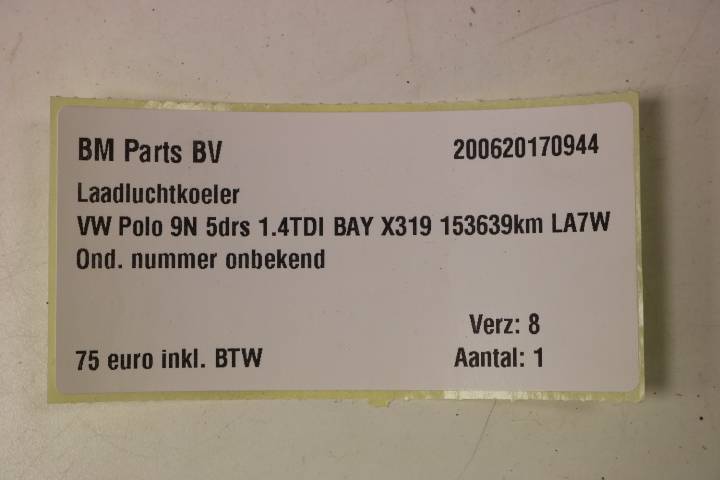 BM Parts BV 200620170944
Laadluchtkoeler
VW Polo 9N 5drs 1.4TDI BAY X319 153639km LA7W
Ond. nummer onbekend
Verz: 8
75 euro inkl. BTW Aantal: 1